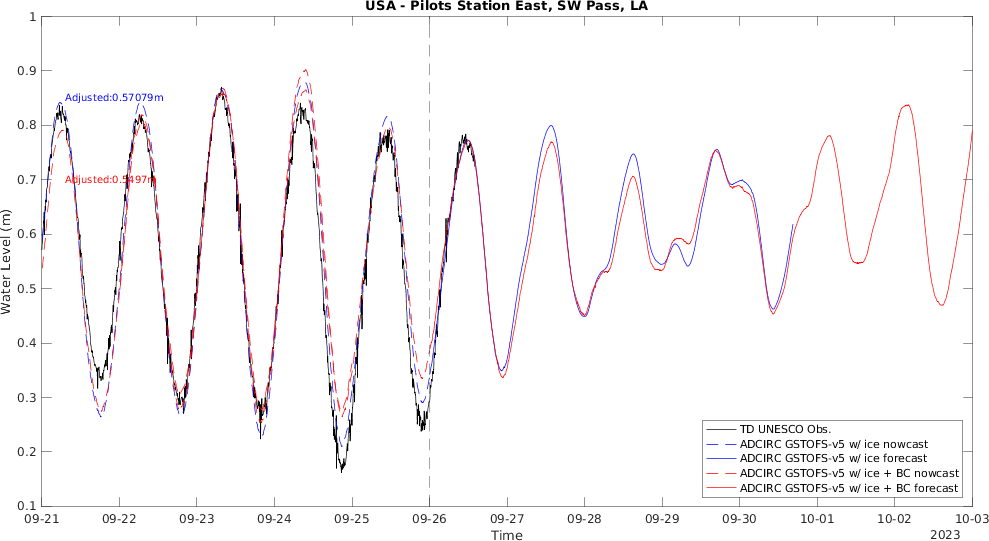 USA - Pilots Station East, SW Pass, LA
1
0.9
0.8
0.7
0.6
0.5
0.4
0.3
0.2
0.1
Water Level (m)
Adjusted:0.57079m
Adjusted:0.5497m
TD UNESCO Obs.
ADCIRC GSTOFS-v5 w/ ice nowcast
ADCIRC GSTOFS-v5 w/ ice forecast
ADCIRC GSTOFS-v5 w/ ice + BC nowcast
ADCIRC GSTOFS-v5 w/ ice + BC forecast
09-21 09-22 09-23 09-24 09-25 09-26 09-27 09-28 09-29 09-30 10-01 10-02 10-03
Time
2023